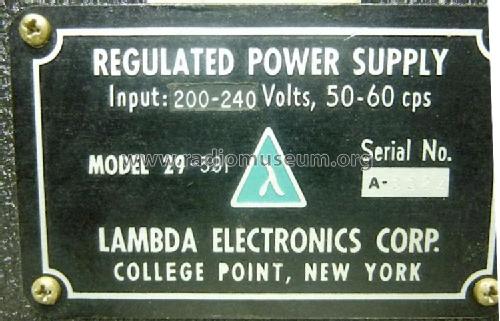 REGULATED POWER SUPPLY
Input: 200-240 Volts, 50-60 cps
www.radiomuseum.org
MODEL 29
λ
Serial No.
LAMBDA ELECTRONICS CORP.
COLLEGE POINT, NEW YORK